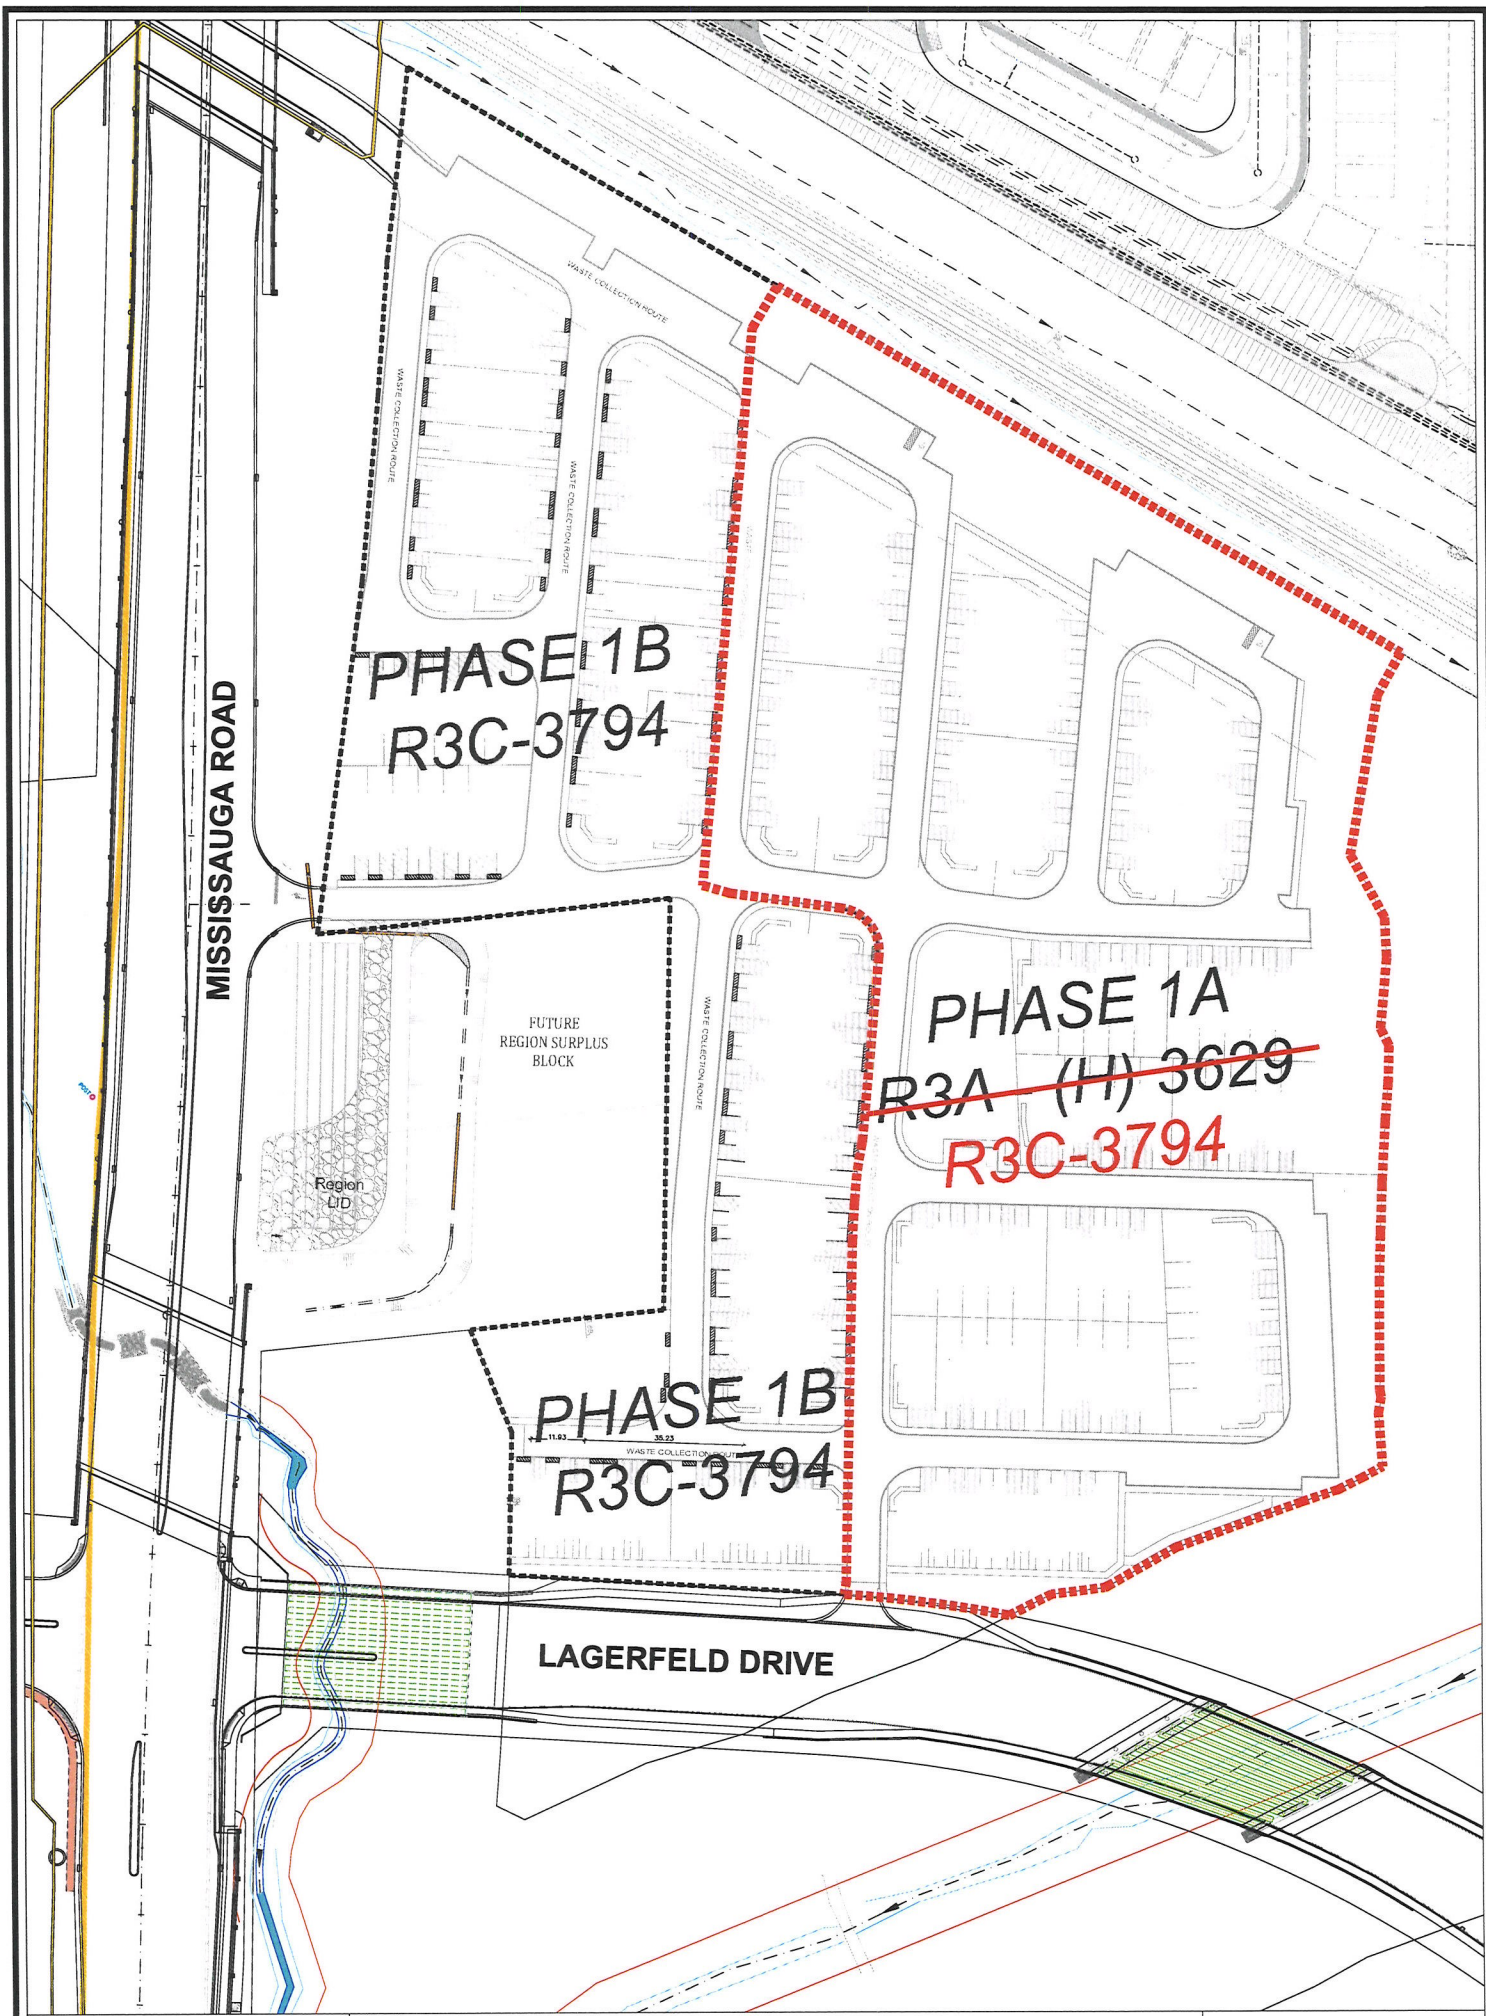 WASTE COLLECTION ROUTE
WASTE COLLECTION ROUTE
WASTE COLLECTION ROUTE
PHASE 1B
R3C-3794
MISSISSAUGA ROAD
FUTURE
REGION SURPLUS
BLOCK
WASTE COLLECTION ROUTE
PHASE 1A
R3A (H) 3629
R3C-3794
POST
Region
LID
PHASE 1B
11.93 35.23
WASTE COLLECTION ROUT
R3C-3794
LAGERFELD DRIVE